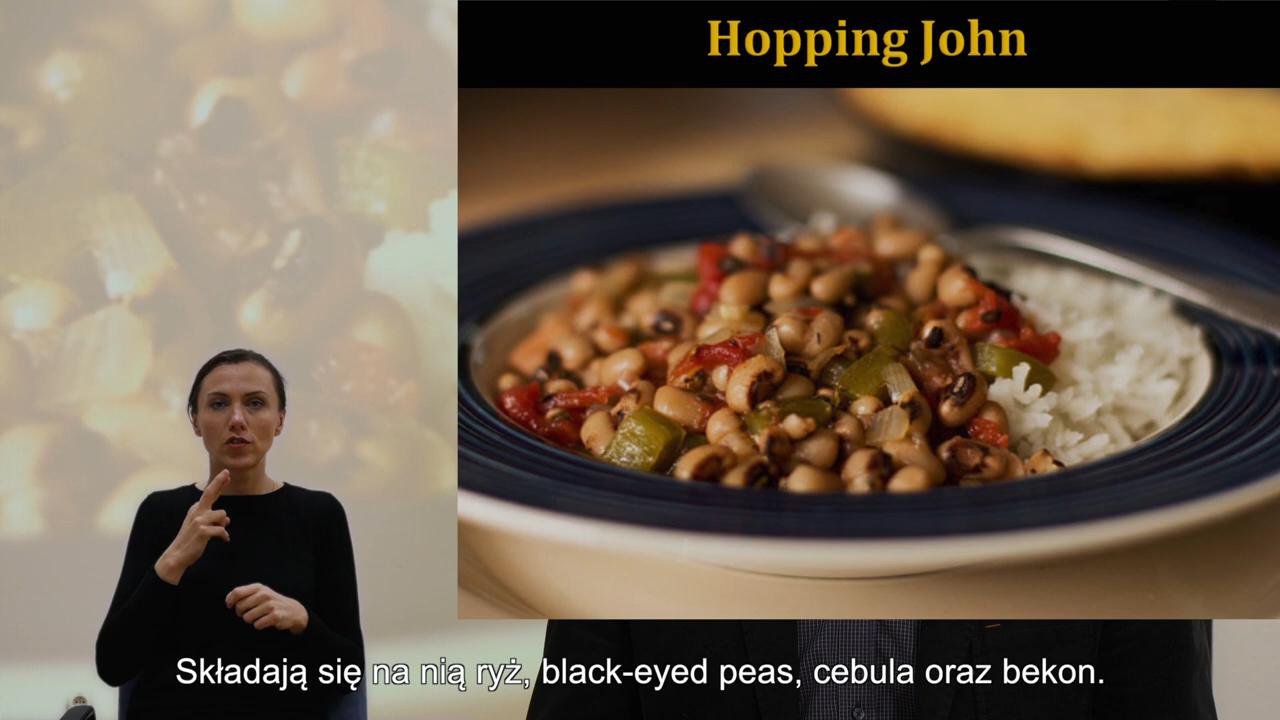 Hopping John
Składają się na nią ryż, black-eyed peas, cebula oraz bekon.